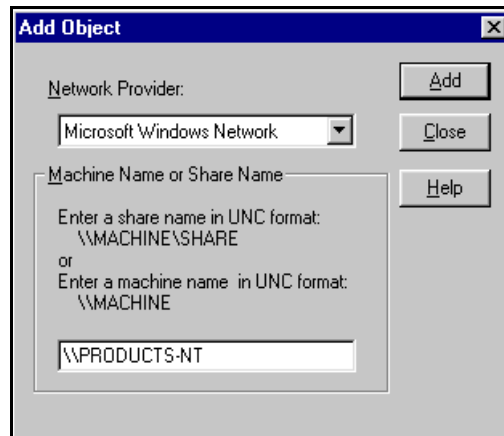 Add Object
Network Provider:
Microsoft Windows Network
Add
Close
Help
Machine Name or Share Name
Enter a share name in UNC format:
\\MACHINE\SHARE
or
Enter a machine name  in UNC format:
\\MACHINE
\\PRODUCTS-NT